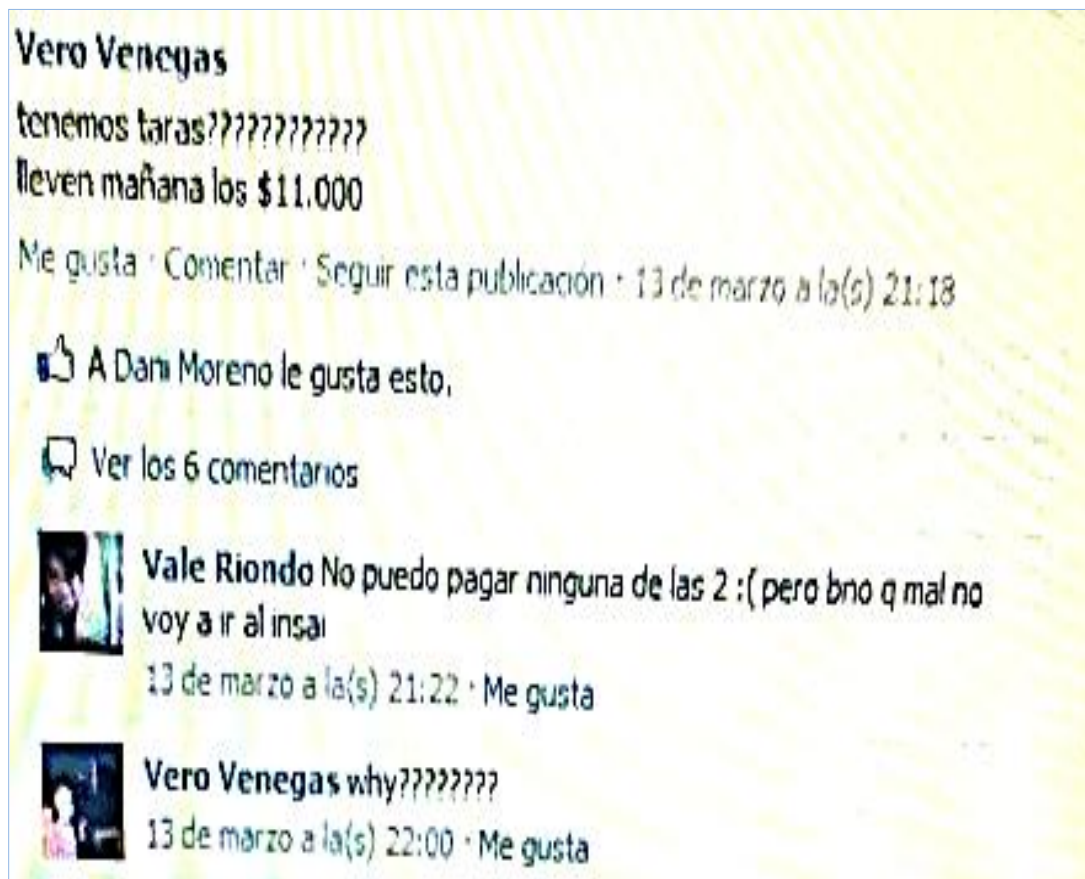 Vero Venegas
tenemos taras????????????
lleven mañana los $11.000
Me gusta · Comentar · Seguir esta publicación · 13 de marzo a la(s) 21:18
A Dani Moreno le gusta esto.
Ver los 6 comentarios
Vale Riondo No puedo pagar ninguna de las 2 :( pero bno q mal no
voy a ir al insai
13 de marzo a la(s) 21:22 · Me gusta
Vero Venegas why????????
13 de marzo a la(s) 22:00 · Me gusta